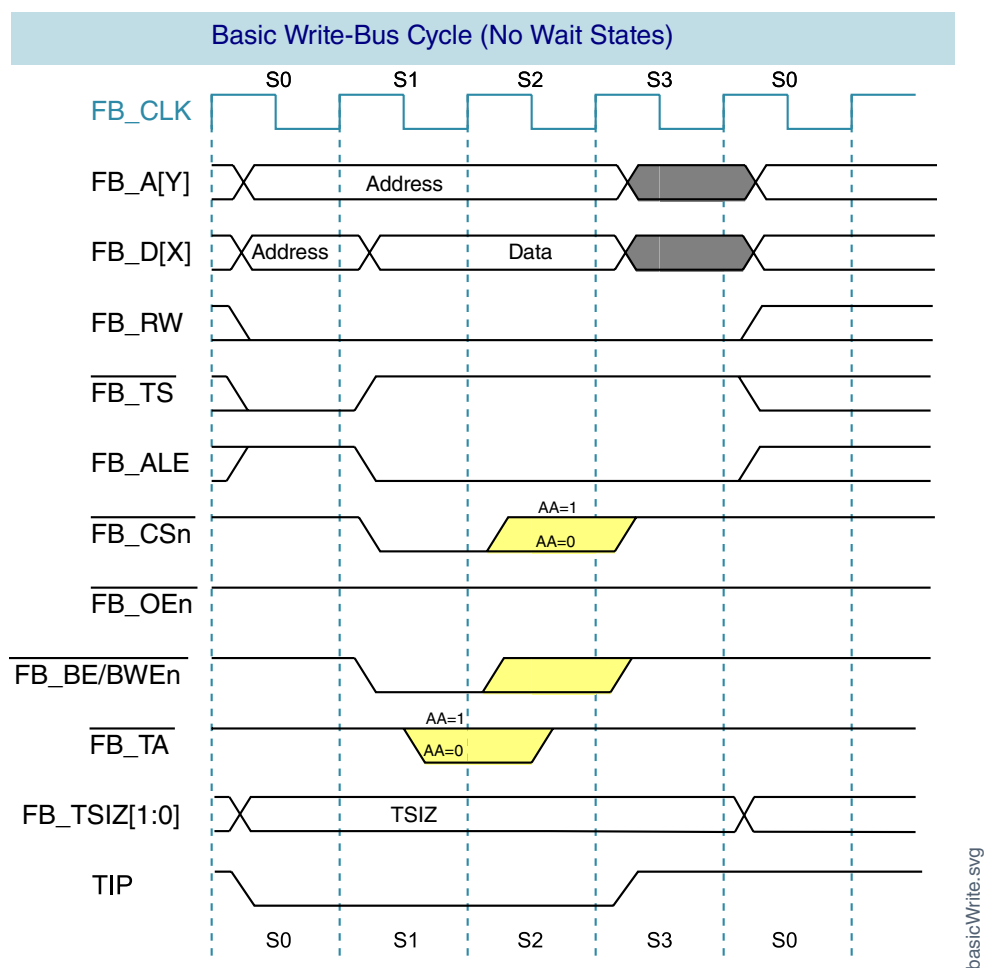 Basic Write-Bus Cycle (No Wait States)
S0 S1 S2 S3 S0
FB_CLK
FB_A[Y] Address
FB_D[X] Address Data
FB_RW
FB_TS
FB_ALE
FB_CSn AA=1
AA=0
FB_OEn
FB_BE/BWEn
FB_TA AA=1
AA=0
FB_TSIZ[1:0] TSIZ
TIP
S0 S1 S2 S3 S0
basicWrite.svg